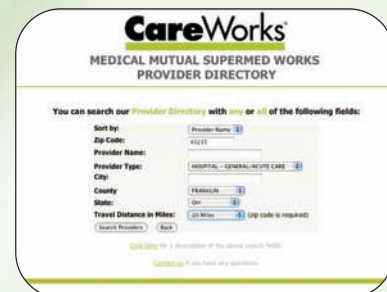 CareWorks
MEDICAL MUTUAL SUPERMED WORKS
PROVIDER DIRECTORY
You can search our Provider Directory with any or all of the following fields:
Sort by: Provider Name
Zip Code: 43215
Provider Name:
Provider Type: HOSPITAL - GENERAL/ACUTE CARE
City:
County FRANKLIN
State: OH
Travel Distance in Miles: 20 Miles (zip code is required)
Search Providers Back
Click here for a description of the above search fields.
Contact us if you have any questions.